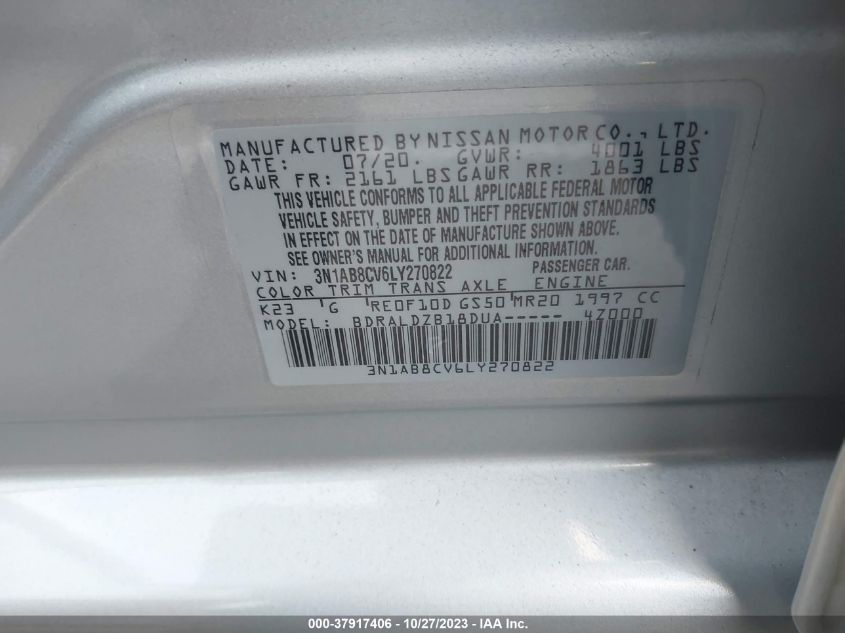 MANUFACTURED BY NISSAN MOTOR CO., LTD.
DATE: 07/20. GVWR: 4001 LBS
GAWR FR: 2161 LBS GAWR RR: 1863 LBS
THIS VEHICLE CONFORMS TO ALL APPLICABLE FEDERAL MOTOR
VEHICLE SAFETY, BUMPER AND THEFT PREVENTION STANDARDS
IN EFFECT ON THE DATE OF MANUFACTURE SHOWN ABOVE.
SEE OWNER'S MANUAL FOR ADDITIONAL INFORMATION.
VIN: 3N1AB8CV6LY270822 PASSENGER CAR.
COLOR TRIM TRANS AXLE ENGINE
K23 'G 'RE0F10D GS50 MR20 1997 CC
MODEL: BDRALDZB18DUA----- 4Z000
3N1AB8CV6LY270822
000-37917406 - 10/27/2023 - IAA Inc.